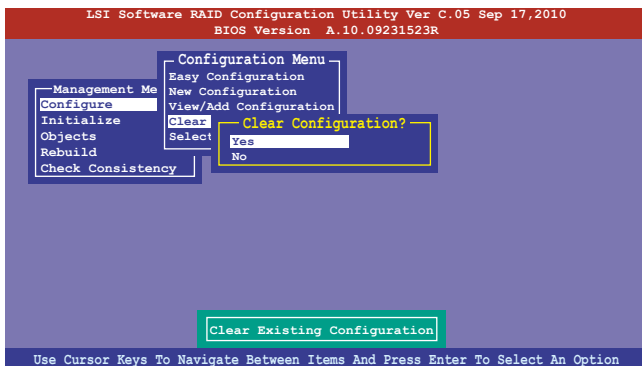 LSI Software RAID Configuration Utility Ver C.05 Sep 17,2010
BIOS Version A.10.09231523R
Configuration Menu
Easy Configuration
New Configuration
View/Add Configuration
Clear
Select
Management Me
Configure
Initialize
Objects
Rebuild
Check Consistency
Clear Configuration?
Yes
No
Clear Existing Configuration
Use Cursor Keys To Navigate Between Items And Press Enter To Select An Option